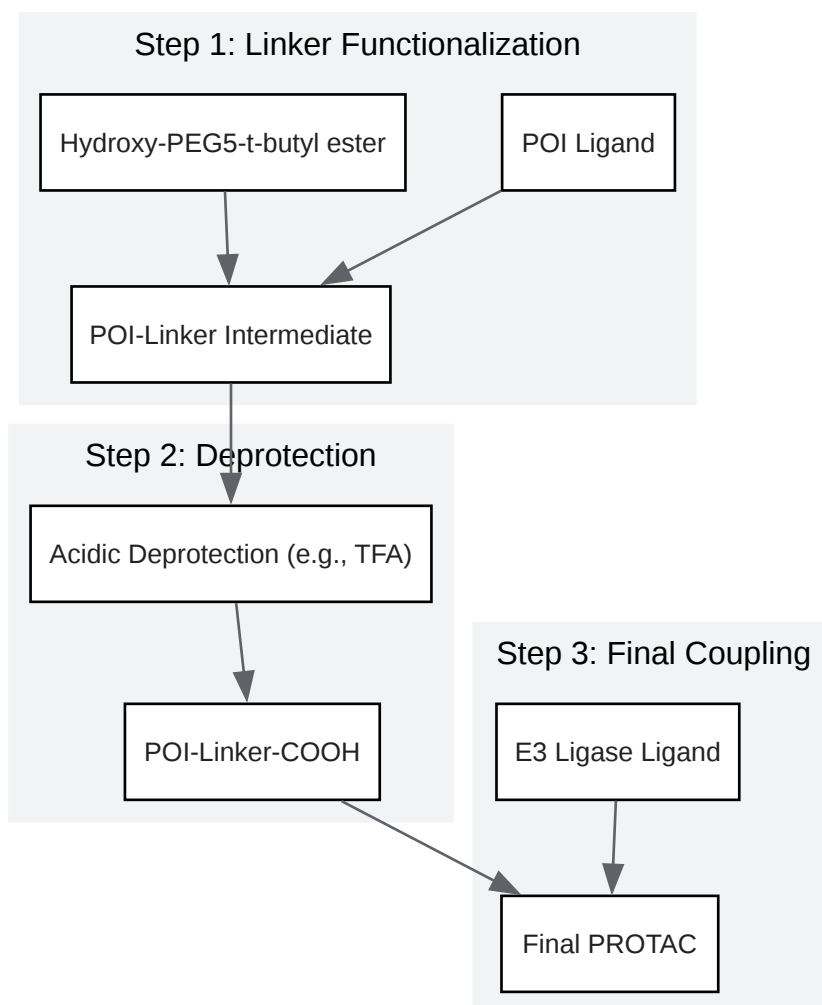 Step 1: Linker Functionalization
Hydroxy-PEG5-t-butyl ester
POI Ligand
POI-Linker Intermediate
Step 2: Deprotection
Acidic Deprotection (e.g., TFA)
POI-Linker-COOH
Step 3: Final Coupling
E3 Ligase Ligand
Final PROTAC